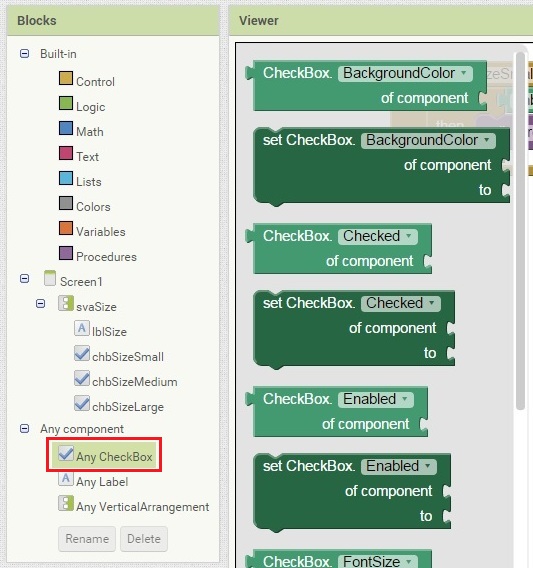 Blocks
Built-in
Control
Logic
Math
Text
Lists
Colors
Variables
Procedures
Screen1
svaSize
lblSize
chbSizeSmall
chbSizeMedium
chbSizeLarge
Any component
Any CheckBox
Any Label
Any VerticalArrangement
Rename Delete
Viewer
CheckBox. BackgroundColor
of component
set CheckBox. BackgroundColor
of component
to
CheckBox. Checked
of component
set CheckBox. Checked
of component
to
CheckBox. Enabled
of component
set CheckBox. Enabled
of component
to
CheckBox. FontSize
then